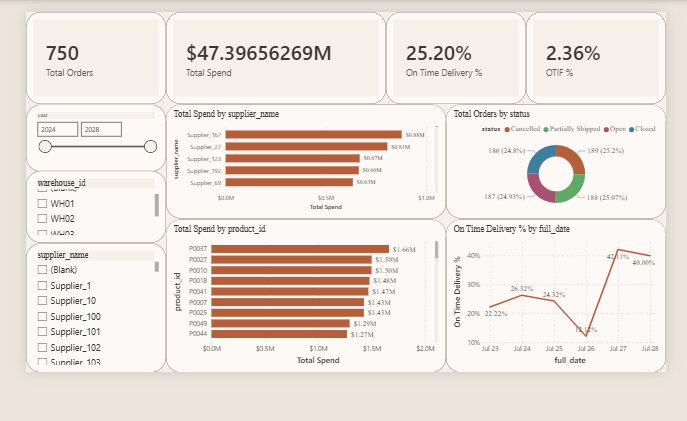 750
Total Orders
$47.39656269M
Total Spend
25.20%
On Time Delivery %
2.36%
OTIF %
year
2024
2028
warehouse_id
(Blank)
WH01
WH02
WH03
supplier_name
(Blank)
Supplier_1
Supplier_10
Supplier_100
Supplier_101
Supplier_102
Supplier_103
Total Spend by supplier_name
supplier_name
Supplier_167 $0.88M
Supplier_27 $0.81M
Supplier_123 $0.67M
Supplier_192 $0.66M
Supplier_69 $0.63M
$0.0M $0.5M $1.0M
Total Spend
Total Orders by status
status Cancelled Partially Shipped Open Closed
186 (24.8%) 189 (25.2%)
187 (24.93%) 188 (25.07%)
Total Spend by product_id
product_id
P0037 $1.66M
P0027 $1.50M
P0010 $1.50M
P0018 $1.48M
P0041 $1.47M
P0007 $1.43M
P0025 $1.43M
P0049 $1.29M
P0044 $1.27M
$0.0M $0.5M $1.0M $1.5M $2.0M
Total Spend
On Time Delivery % by full_date
On Time Delivery %
40%
30%
20%
10%
22.22%
26.32%
24.32%
12.12%
42.11%
40.00%
Jul 23 Jul 24 Jul 25 Jul 26 Jul 27 Jul 28
full_date